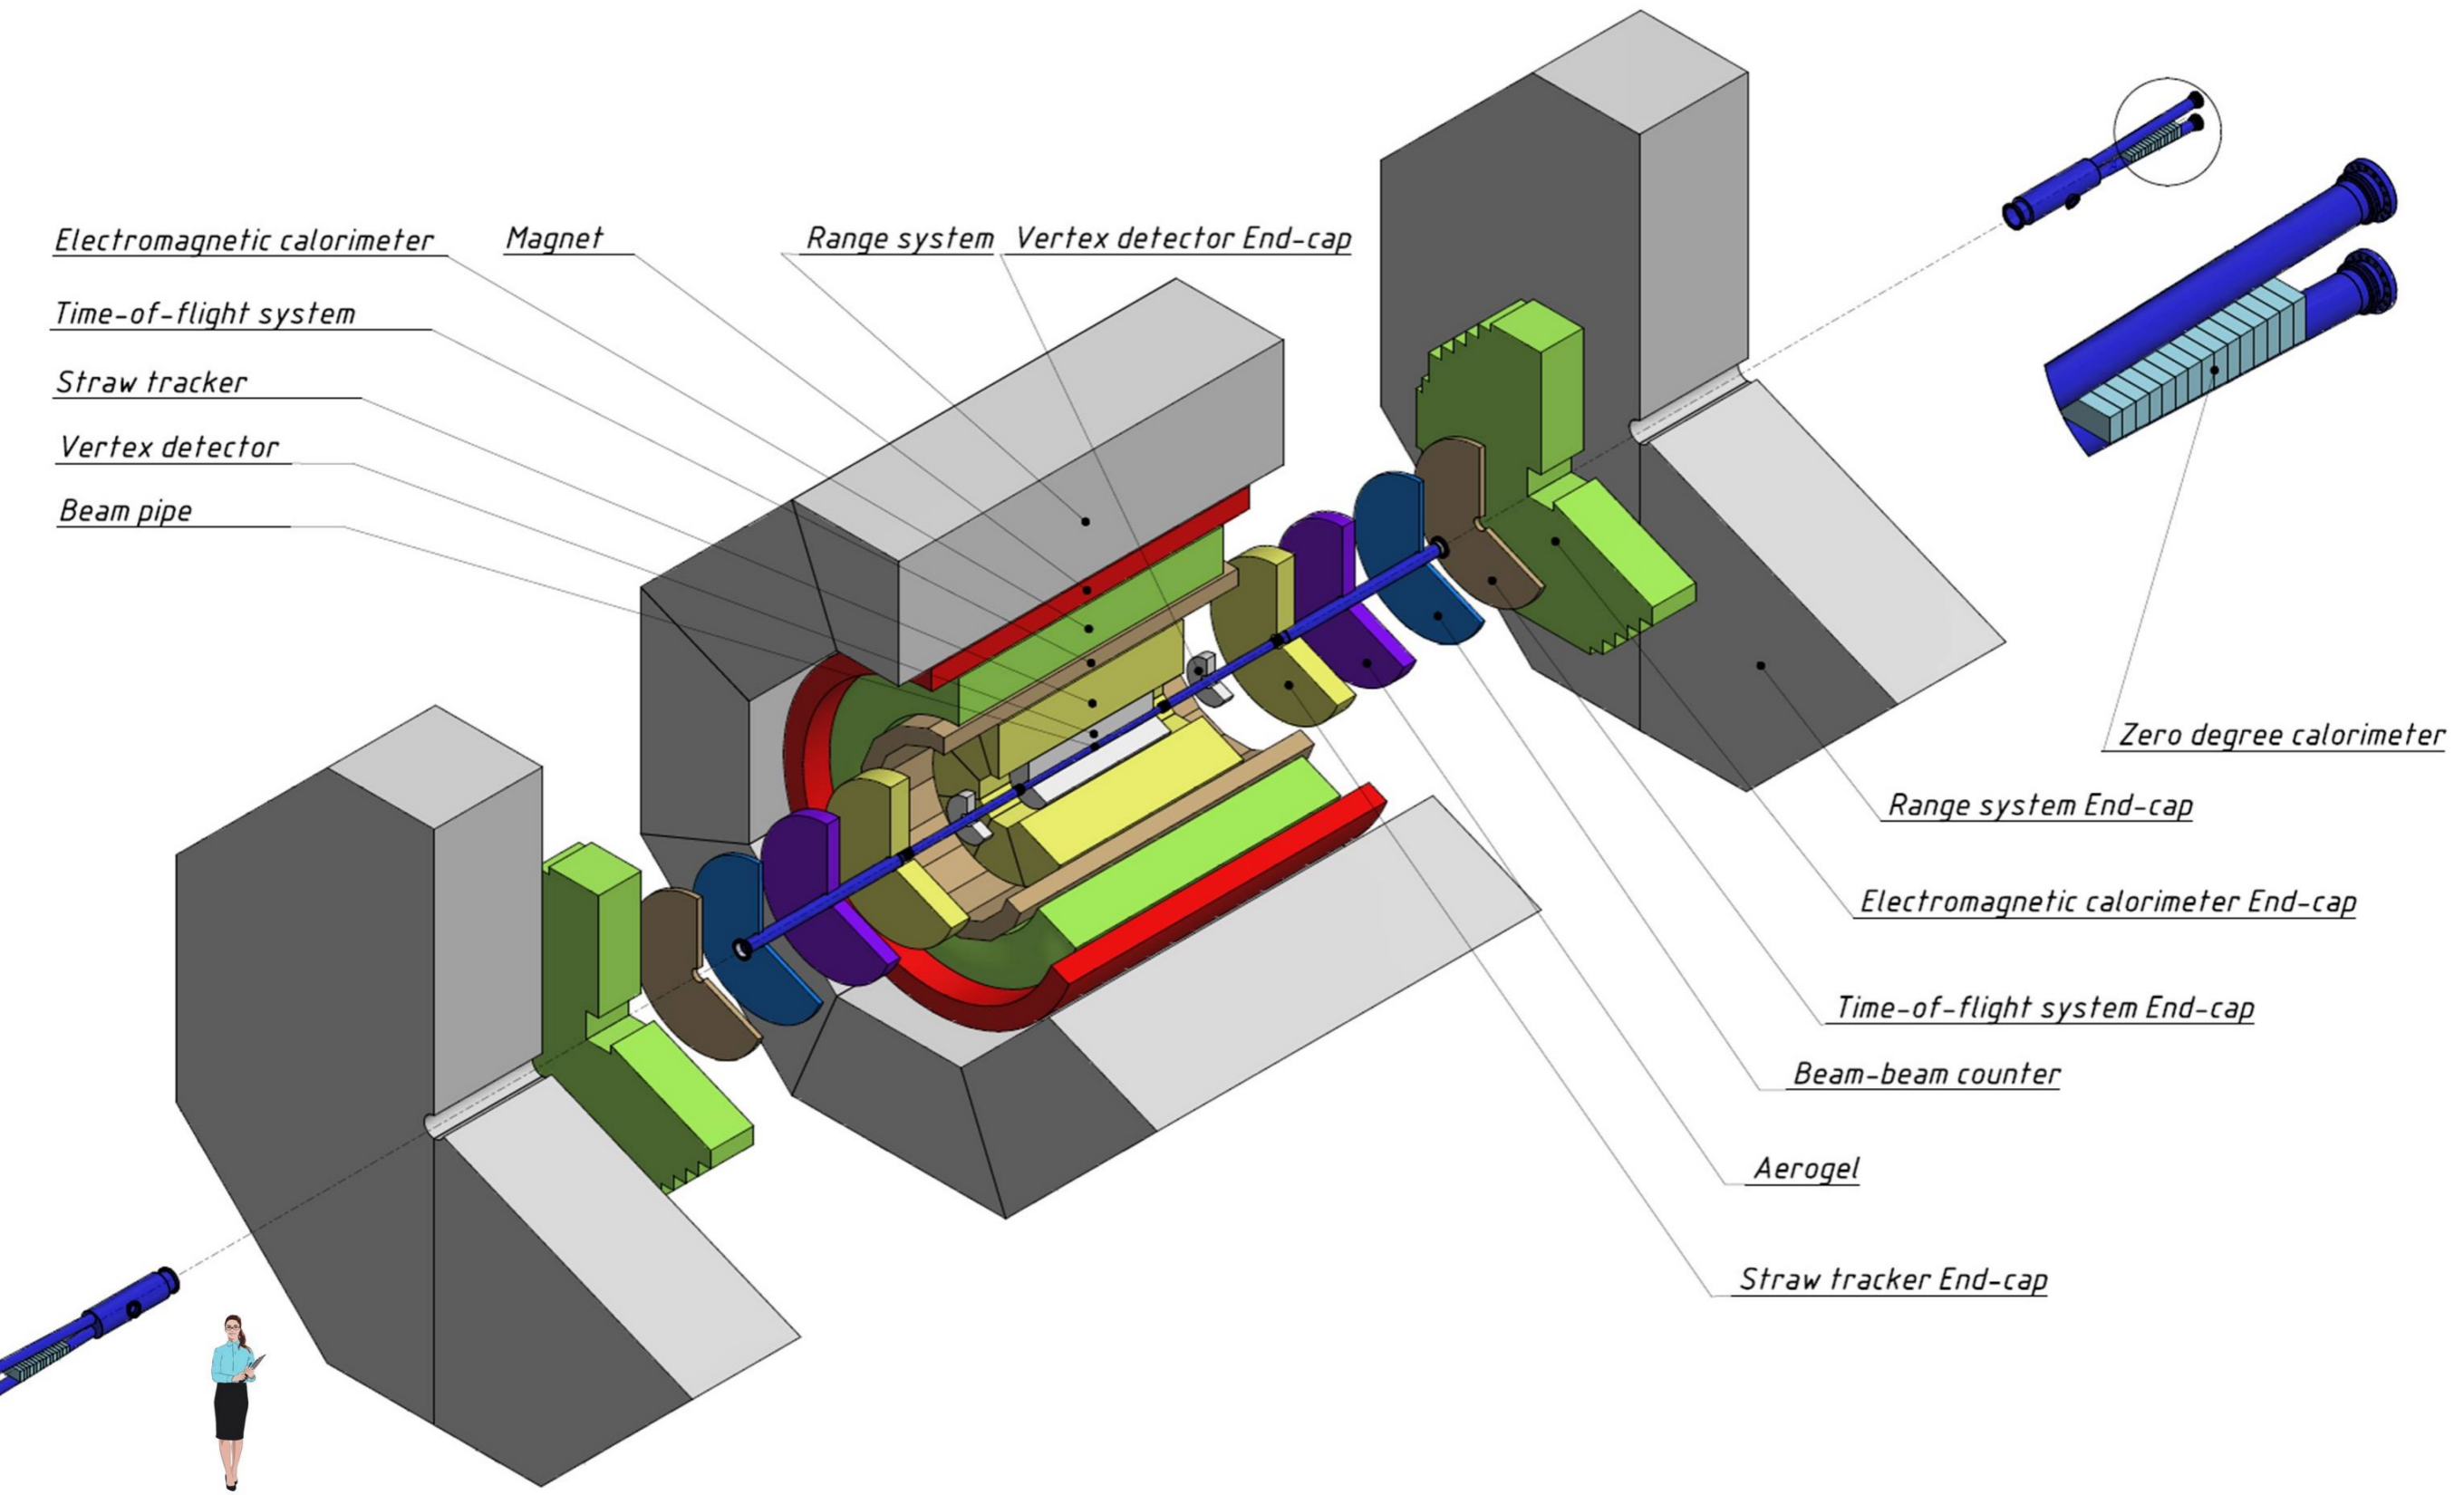 Electromagnetic calorimeter
Magnet
Range system
Vertex detector End-cap
Time-of-flight system
Straw tracker
Vertex detector
Beam pipe
Zero degree calorimeter
Range system End-cap
Electromagnetic calorimeter End-cap
Time-of-flight system End-cap
Beam-beam counter
Aerogel
Straw tracker End-cap